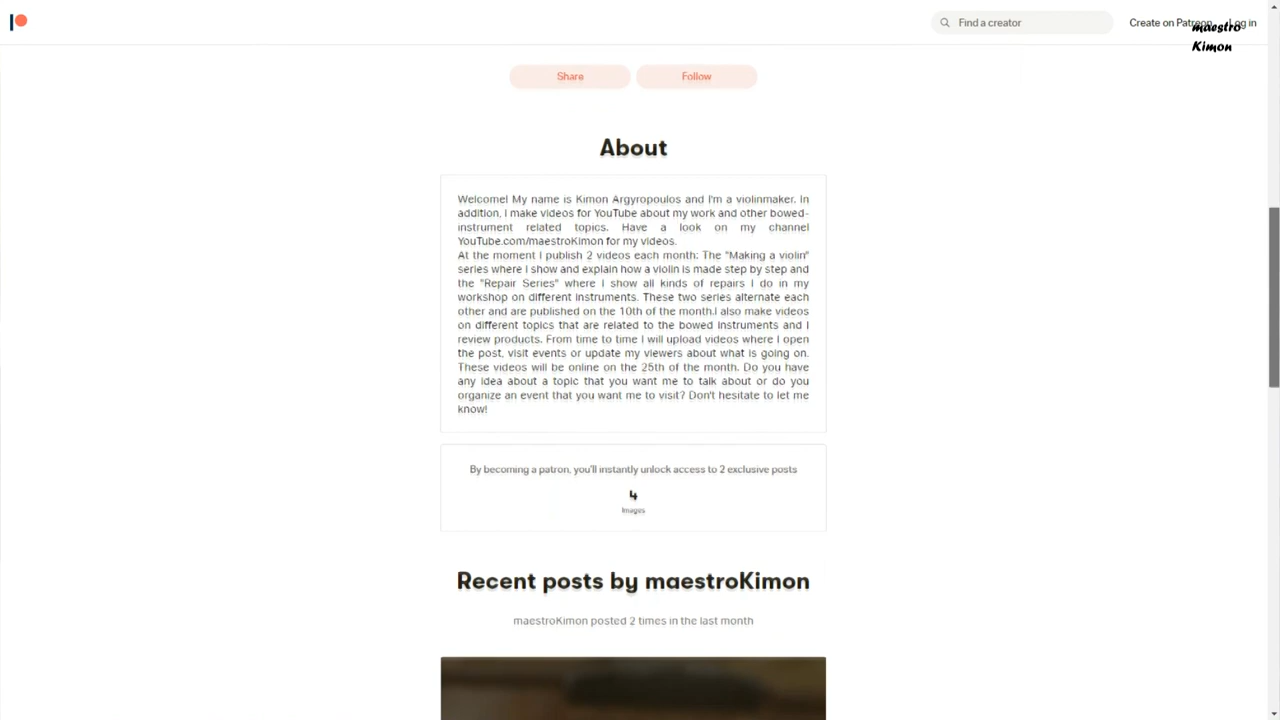 Find a creator
Create on Patreon
Log in
maestro
Kimon
Share
Follow
About
Welcome! My name is Kimon Argyropoulos and I'm a violinmaker. In
addition, I make videos for YouTube about my work and other bowed-
instrument related topics. Have a look on my channel
YouTube.com/maestroKimon for my videos.
At the moment I publish 2 videos each month: The "Making a violin"
series where I show and explain how a violin is made step by step and
the "Repair Series" where I show all kinds of repairs I do in my
workshop on different instruments. These two series alternate each
other and are published on the 10th of the month.I also make videos
on different topics that are related to the bowed instruments and I
review products. From time to time I will upload videos where I open
the post, visit events or update my viewers about what is going on.
These videos will be online on the 25th of the month. Do you have
any idea about a topic that you want me to talk about or do you
organize an event that you want me to visit? Don't hesitate to let me
know!
By becoming a patron, you'll instantly unlock access to 2 exclusive posts
4
Images
Recent posts by maestroKimon
maestroKimon posted 2 times in the last month